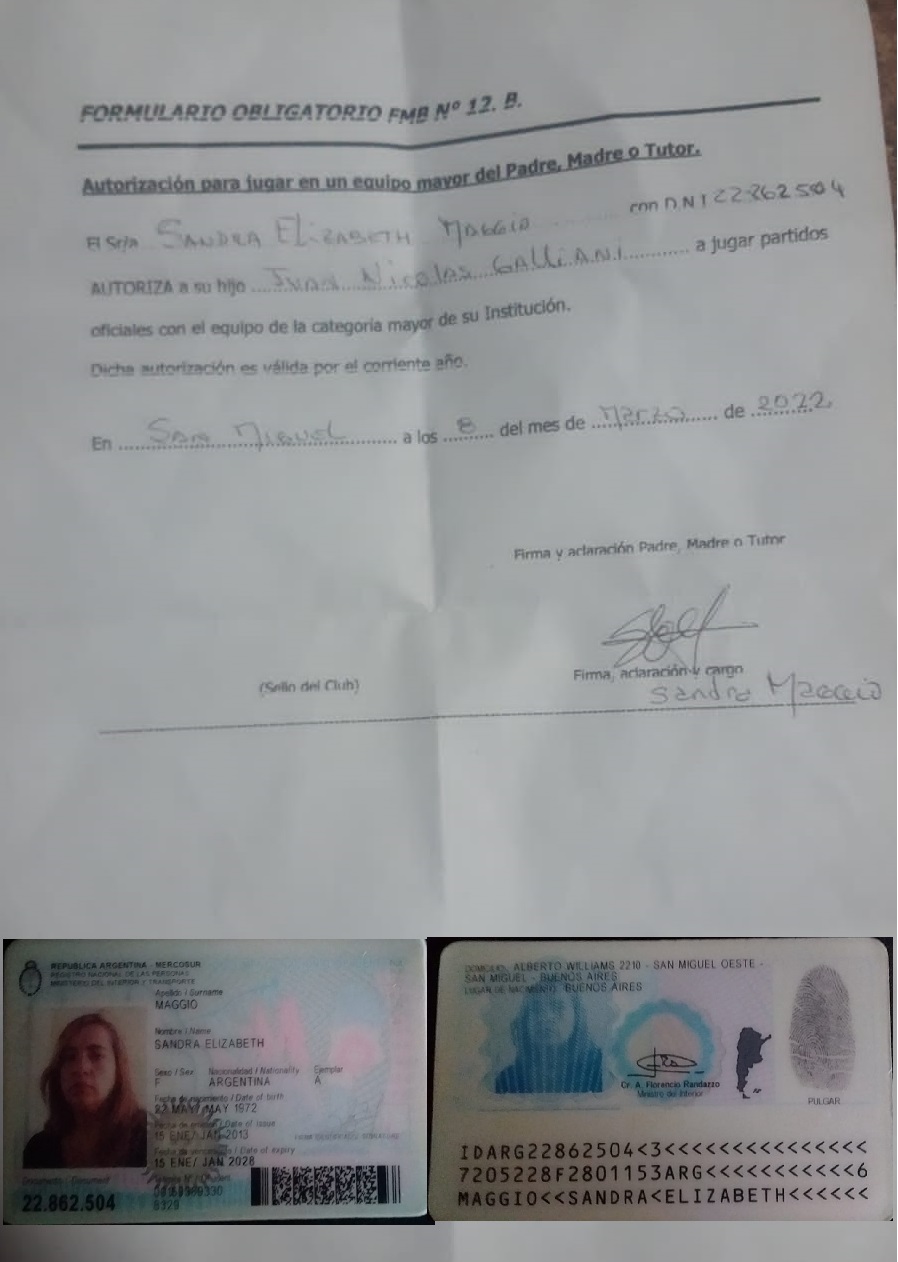 FORMULARIO OBLIGATORIO FMB Nº 12. B.
Autorización para jugar en un equipo mayor del Padre, Madre o Tutor.
El Sr/a SANDRA ELIZABETH MAGGIO con D.N.I 22862504
AUTORIZA a su hijo Juan Nicolas GALLIANI a jugar partidos
oficiales con el equipo de la categoría mayor de su Institución.
Dicha autorización es válida por el corriente año.
En San Miguel a los 8 del mes de Marzo de 2022
Firma y aclaración Padre, Madre o Tutor
(Sello del Club)
Firma, aclaración y cargo
Sandra Maggio
REPUBLICA ARGENTINA - MERCOSUR
REGISTRO NACIONAL DE LAS PERSONAS
MINISTERIO DEL INTERIOR Y TRANSPORTE
Apellido / Surname
MAGGIO
Nombre / Name
SANDRA ELIZABETH
Sexo / Sex Nacionalidad / Nationality Ejemplar
F ARGENTINA A
Fecha de nacimiento / Date of birth
22 MAY/ MAY 1972
Fecha de emisión / Date of issue
15 ENE/ JAN 2013
Fecha de vencimiento / Date of expiry
15 ENE/ JAN 2028
Documento / Document
22.862.504
8329
DOMICILIO: ALBERTO WILLIAMS 2210 - SAN MIGUEL OESTE -
SAN MIGUEL - BUENOS AIRES
LUGAR DE NACIMIENTO: BUENOS AIRES
Cr. A. Florencio Randazzo
Ministro del Interior
PULGAR
IDARG22862504<3<<<<<<<<<<<<<<<
7205228F2801153ARG<<<<<<<<<<<6
MAGGIO<<SANDRA<ELIZABETH<<<<<<